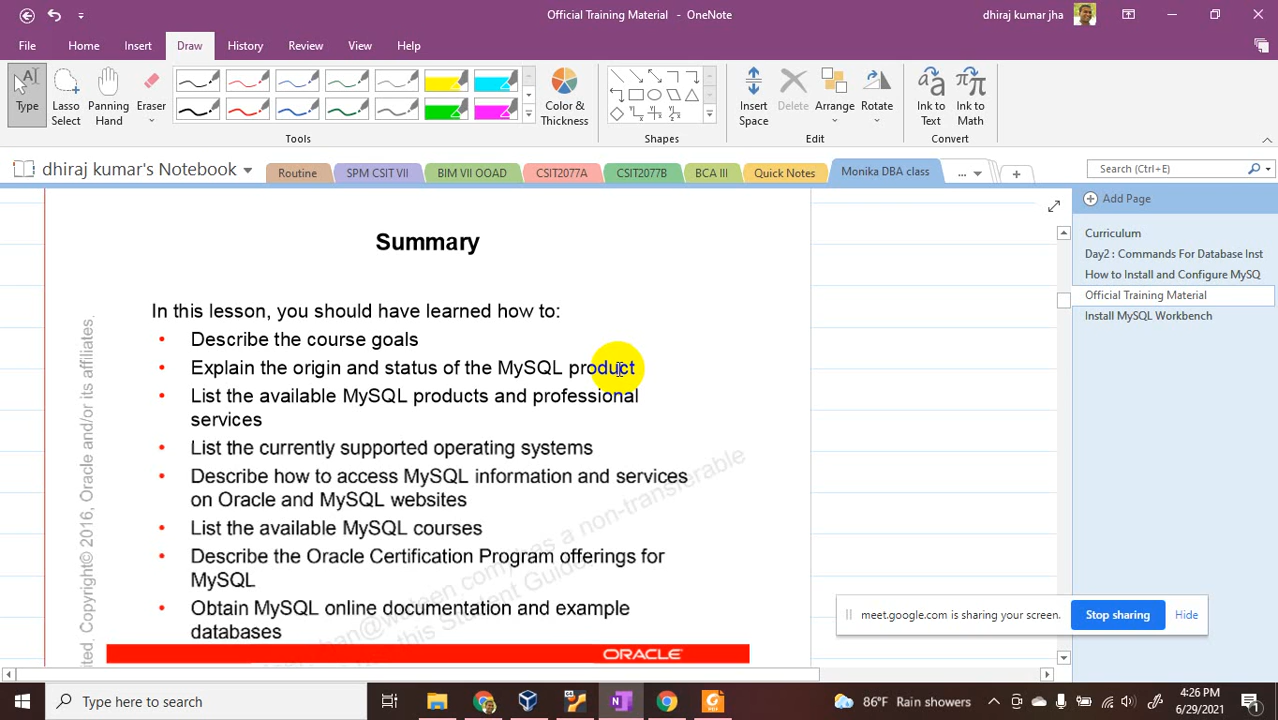 Official Training Material - OneNote
dhiraj kumar jha
File Home Insert Draw History Review View Help
Type
Lasso Select
Panning Hand
Eraser
Color & Thickness
Insert Space
Delete
Arrange
Rotate
Ink to Text
Ink to Math
Tools
Shapes
Edit
Convert
dhiraj kumar's Notebook
Routine
SPM CSIT VII
BIM VII OOAD
CSIT2077A
CSIT2077B
BCA III
Quick Notes
Monika DBA class
...
Search (Ctrl+E)
Add Page
Curriculum
Day2 : Commands For Database Inst
How to Install and Configure MySQ
Official Training Material
Install MySQL Workbench
Summary
In this lesson, you should have learned how to:
• Describe the course goals
• Explain the origin and status of the MySQL product
• List the available MySQL products and professional
services
• List the currently supported operating systems
• Describe how to access MySQL information and services
on Oracle and MySQL websites
• List the available MySQL courses
• Describe the Oracle Certification Program offerings for
MySQL
• Obtain MySQL online documentation and example
databases
ORACLE
Copyright© 2016, Oracle and/or its affiliates.
has a non-transferable
this Student Guide
meet.google.com is sharing your screen.
Stop sharing
Hide
Type here to search
86°F Rain showers
4:26 PM
6/29/2021